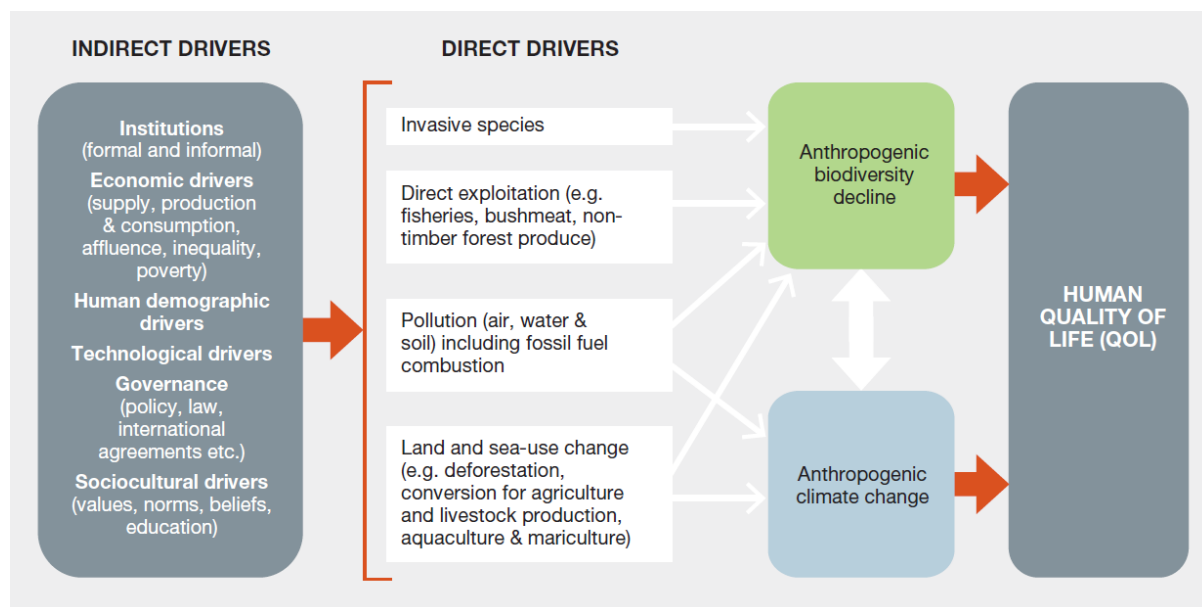 INDIRECT DRIVERS
Institutions
(formal and informal)
Economic drivers
(supply, production
& consumption,
affluence, inequality,
poverty)
Human demographic
drivers
Technological drivers
Governance
(policy, law,
international
agreements etc.)
Sociocultural drivers
(values, norms, beliefs,
education)
DIRECT DRIVERS
Invasive species
Direct exploitation (e.g.
fisheries, bushmeat, non-
timber forest produce)
Pollution (air, water &
soil) including fossil fuel
combustion
Land and sea-use change
(e.g. deforestation,
conversion for agriculture
and livestock production,
aquaculture & mariculture)
Anthropogenic
biodiversity
decline
Anthropogenic
climate change
HUMAN
QUALITY OF
LIFE (QOL)